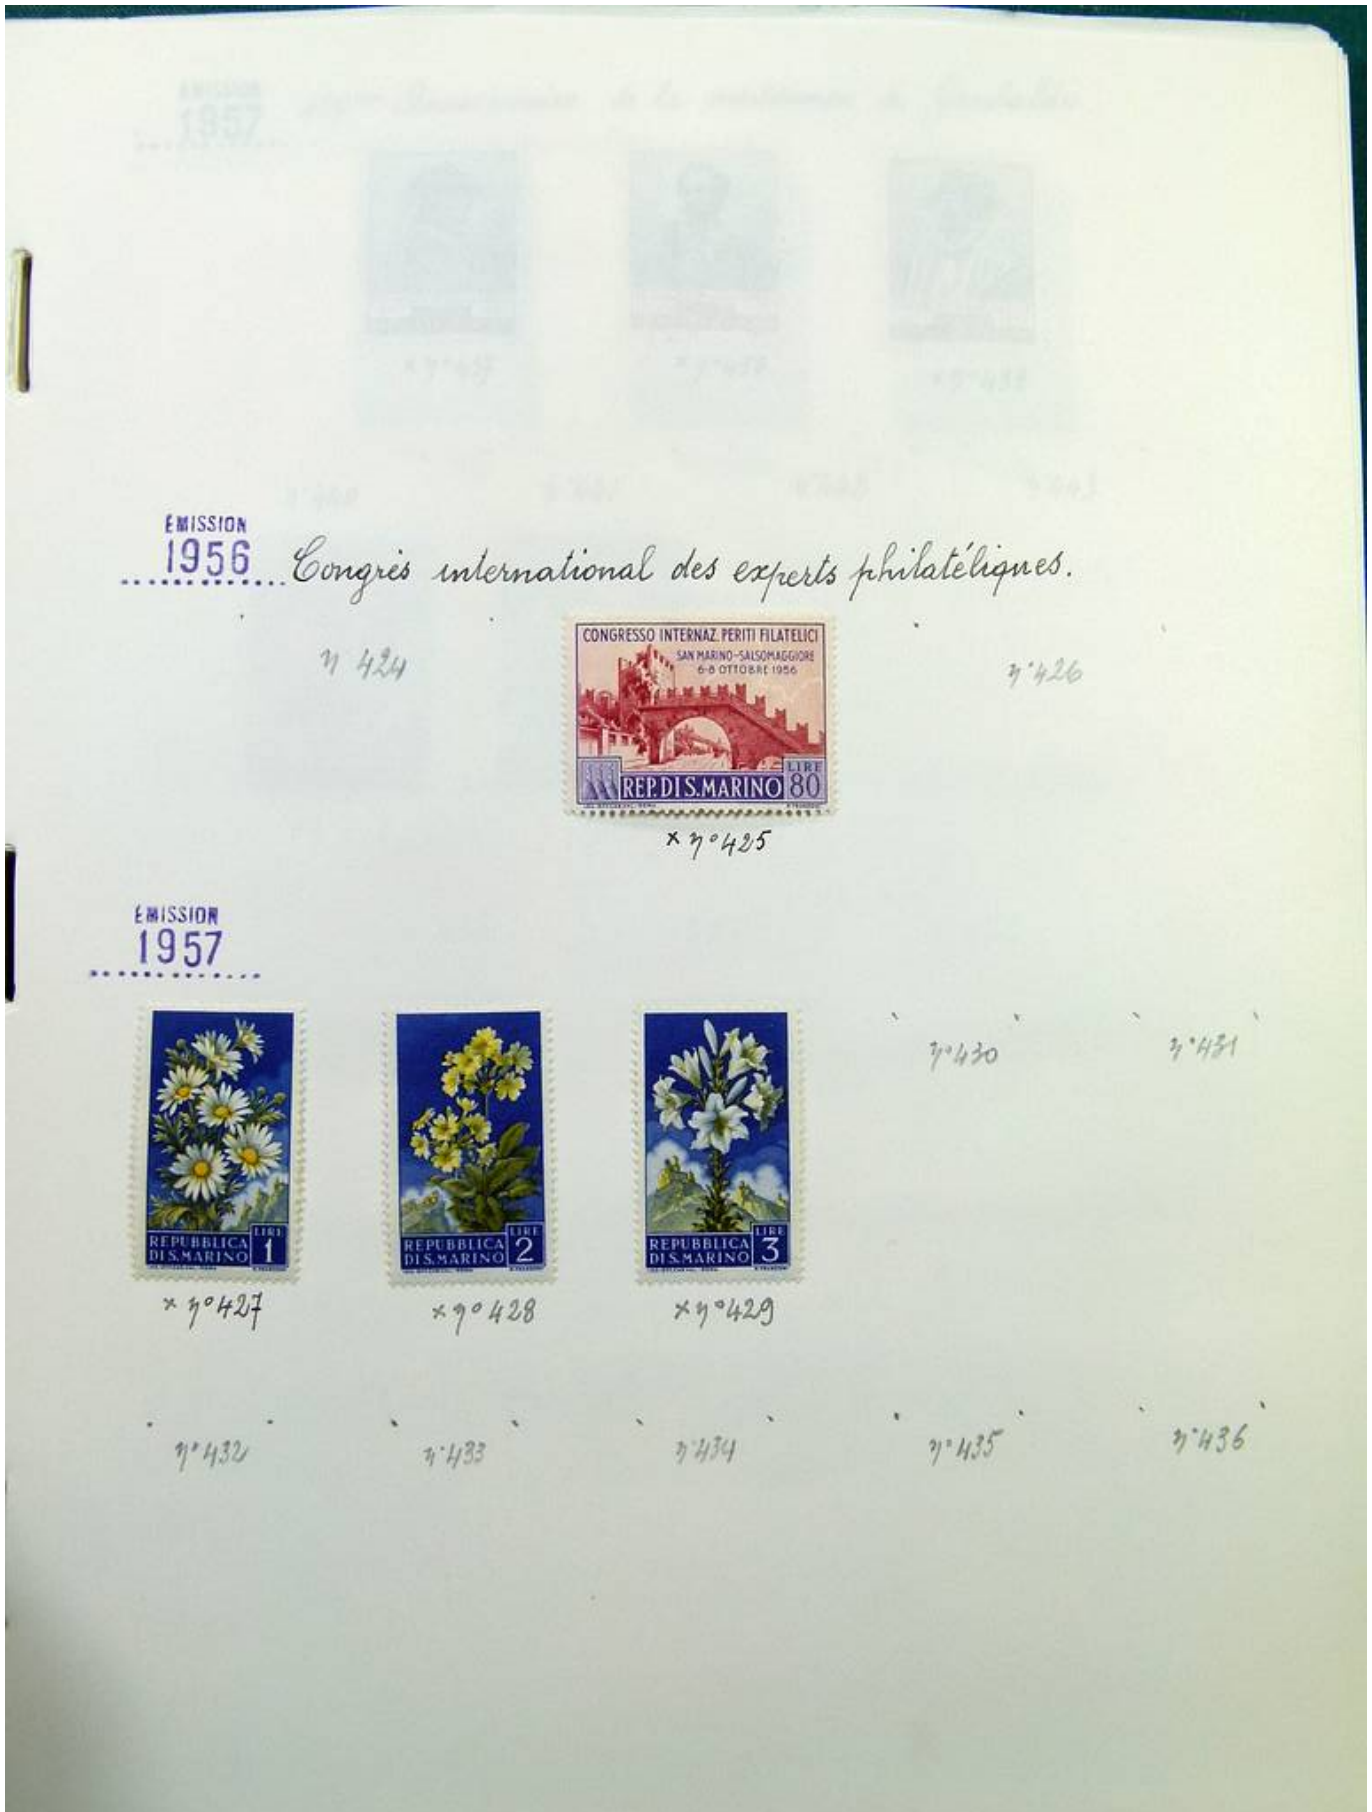 ÉMISSION
1956 Congrès international des experts philatéliques.
n 424
n°426
CONGRESSO INTERNAZ. PERITI FILATELICI
SAN MARINO-SALSOMAGGIORE
6-8 OTTOBRE 1956
REP. DI S. MARINO
LIRE
80
x n°425
ÉMISSION
1957
n°430
n°431
REPUBBLICA
DI S. MARINO
LIRE
1
REPUBBLICA
DI S. MARINO
LIRE
2
REPUBBLICA
DI S. MARINO
LIRE
3
x n°427
x n°428
x n°429
n°432
n°433
n°434
n°435
n°436